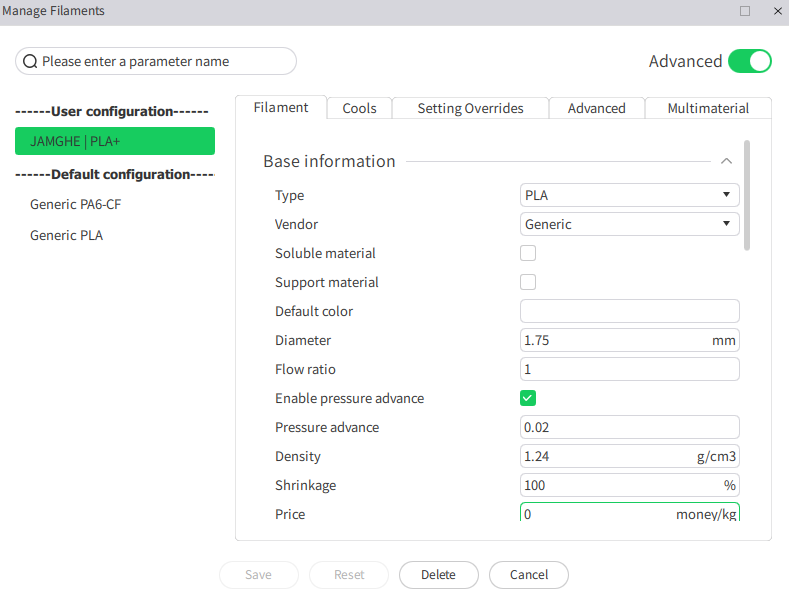 Manage Filaments
Please enter a parameter name
Advanced
------User configuration------
JAMGHE | PLA+
------Default configuration----
Generic PA6-CF
Generic PLA
Filament Cools Setting Overrides Advanced Multimaterial
Base information
Type PLA
Vendor Generic
Soluble material
Support material
Default color
Diameter 1.75 mm
Flow ratio 1
Enable pressure advance
Pressure advance 0.02
Density 1.24 g/cm3
Shrinkage 100 %
Price 0 money/kg
Save Reset Delete Cancel